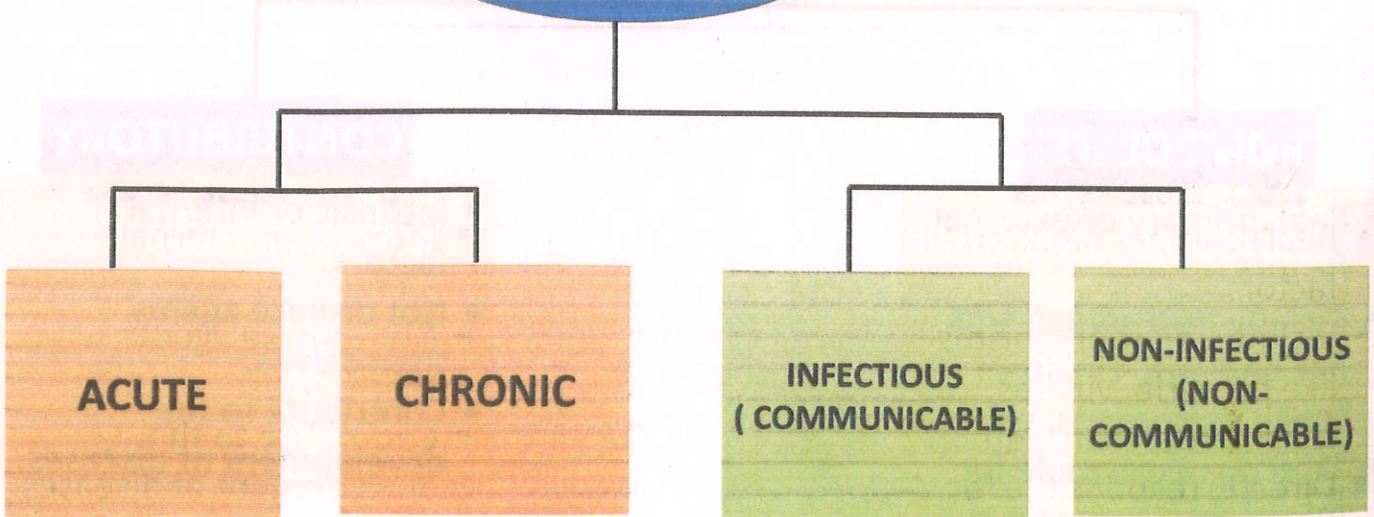 ACUTE
CHRONIC
INFECTIOUS
( COMMUNICABLE)
NON-INFECTIOUS
(NON-
COMMUNICABLE)